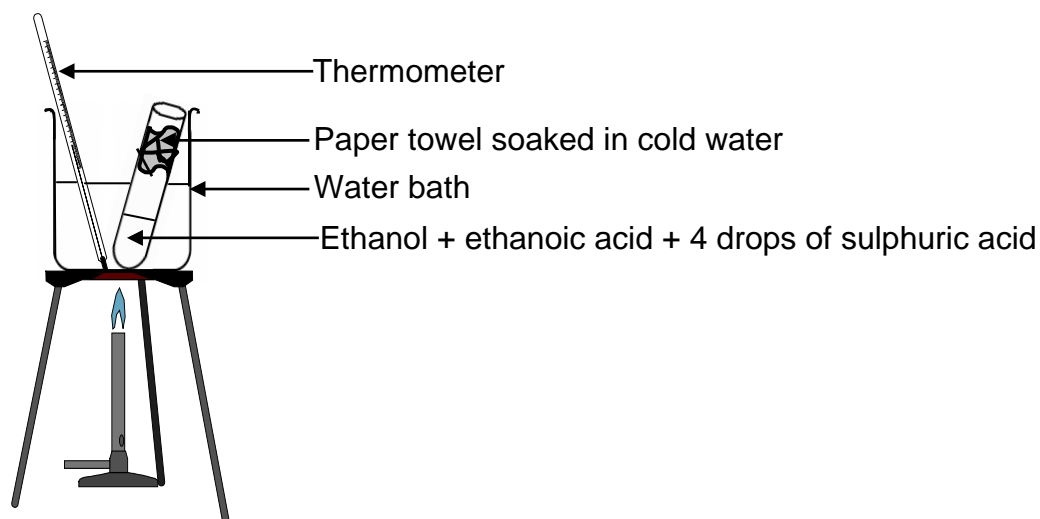 Thermometer
Paper towel soaked in cold water
Water bath
Ethanol + ethanoic acid + 4 drops of sulphuric acid